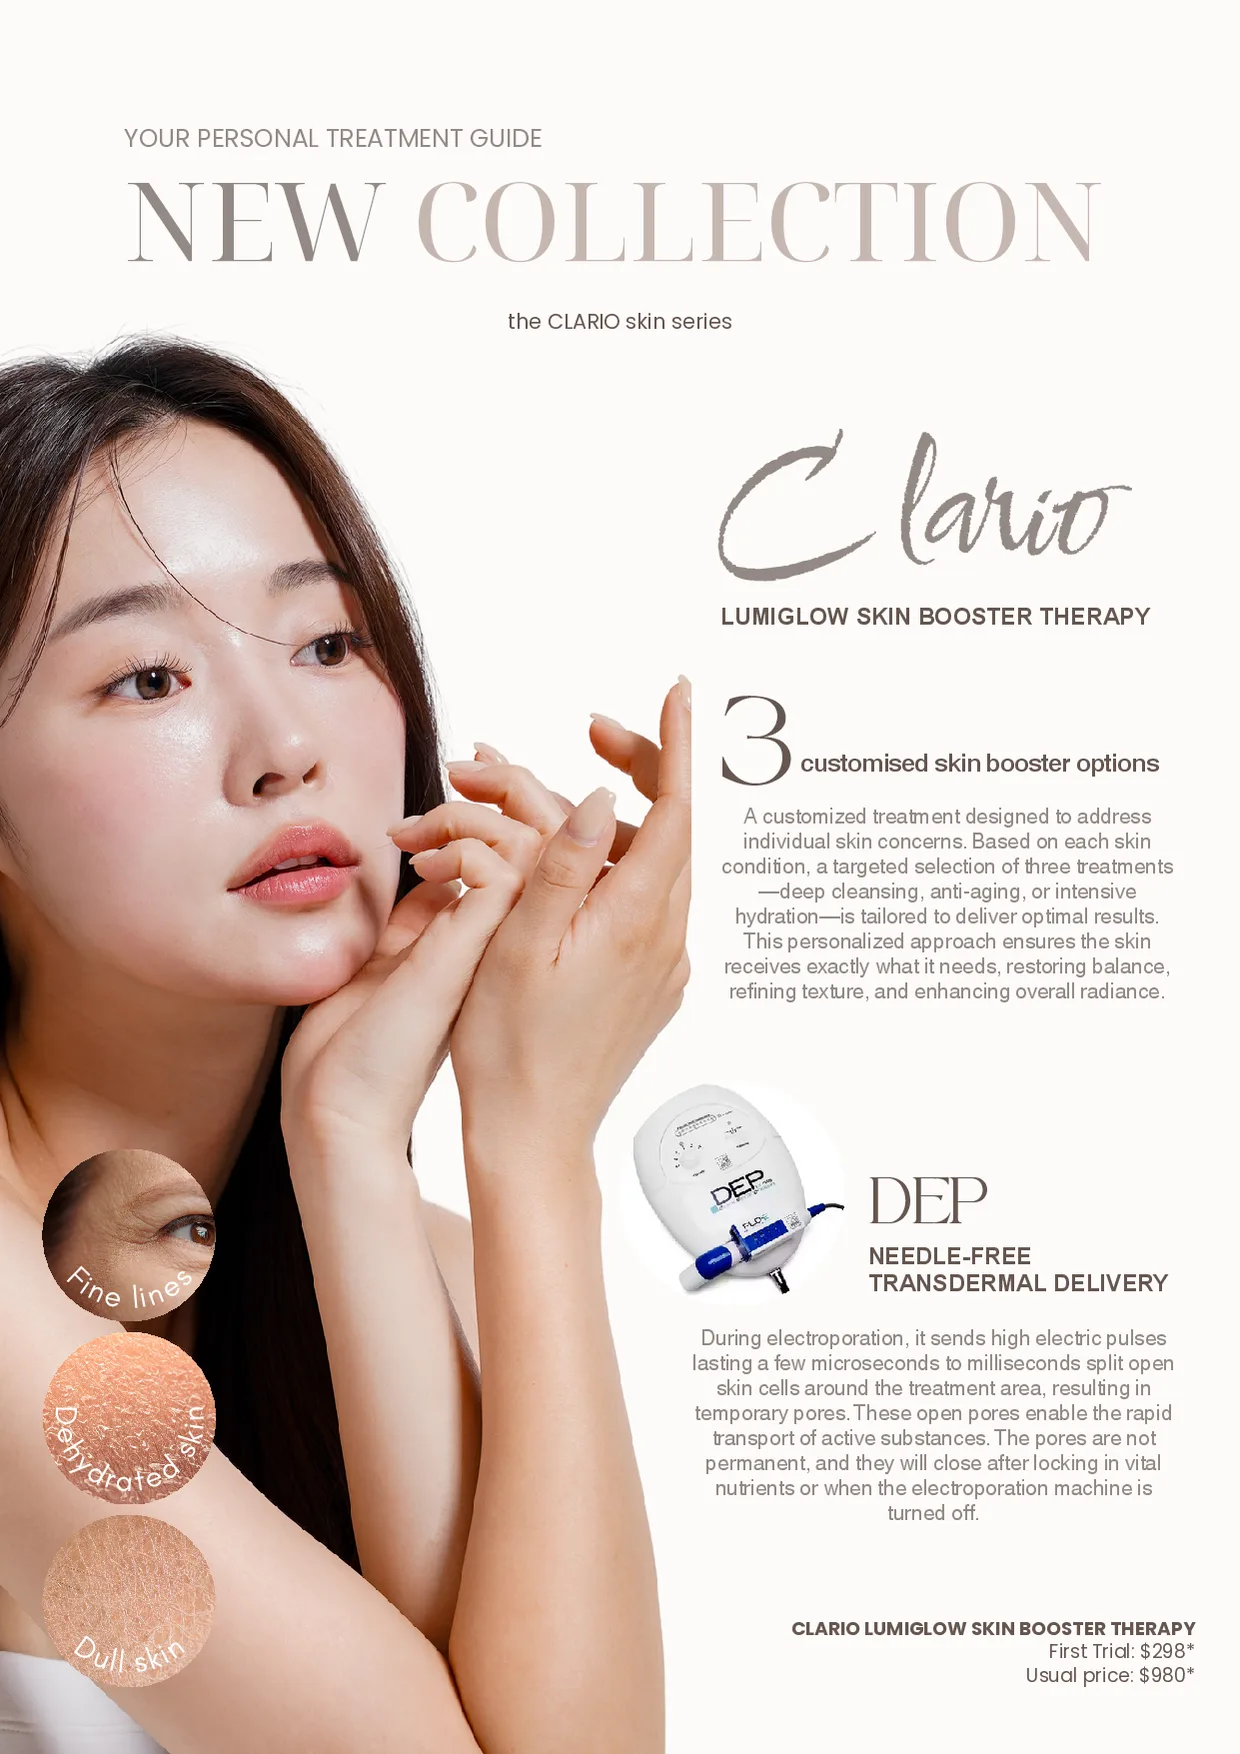 YOUR PERSONAL TREATMENT GUIDE
NEW COLLECTION
the CLARIO skin series
Clario
LUMIGLOW SKIN BOOSTER THERAPY
3 customised skin booster options
A customized treatment designed to address
individual skin concerns. Based on each skin
condition, a targeted selection of three treatments
—deep cleansing, anti-aging, or intensive
hydration—is tailored to deliver optimal results.
This personalized approach ensures the skin
receives exactly what it needs, restoring balance,
refining texture, and enhancing overall radiance.
DEP
DEP
NEEDLE-FREE
TRANSDERMAL DELIVERY
During electroporation, it sends high electric pulses
lasting a few microseconds to milliseconds split open
skin cells around the treatment area, resulting in
temporary pores. These open pores enable the rapid
transport of active substances. The pores are not
permanent, and they will close after locking in vital
nutrients or when the electroporation machine is
turned off.
Fine lines
Dehydrated skin
Dull skin
CLARIO LUMIGLOW SKIN BOOSTER THERAPY
First Trial: $298*
Usual price: $980*